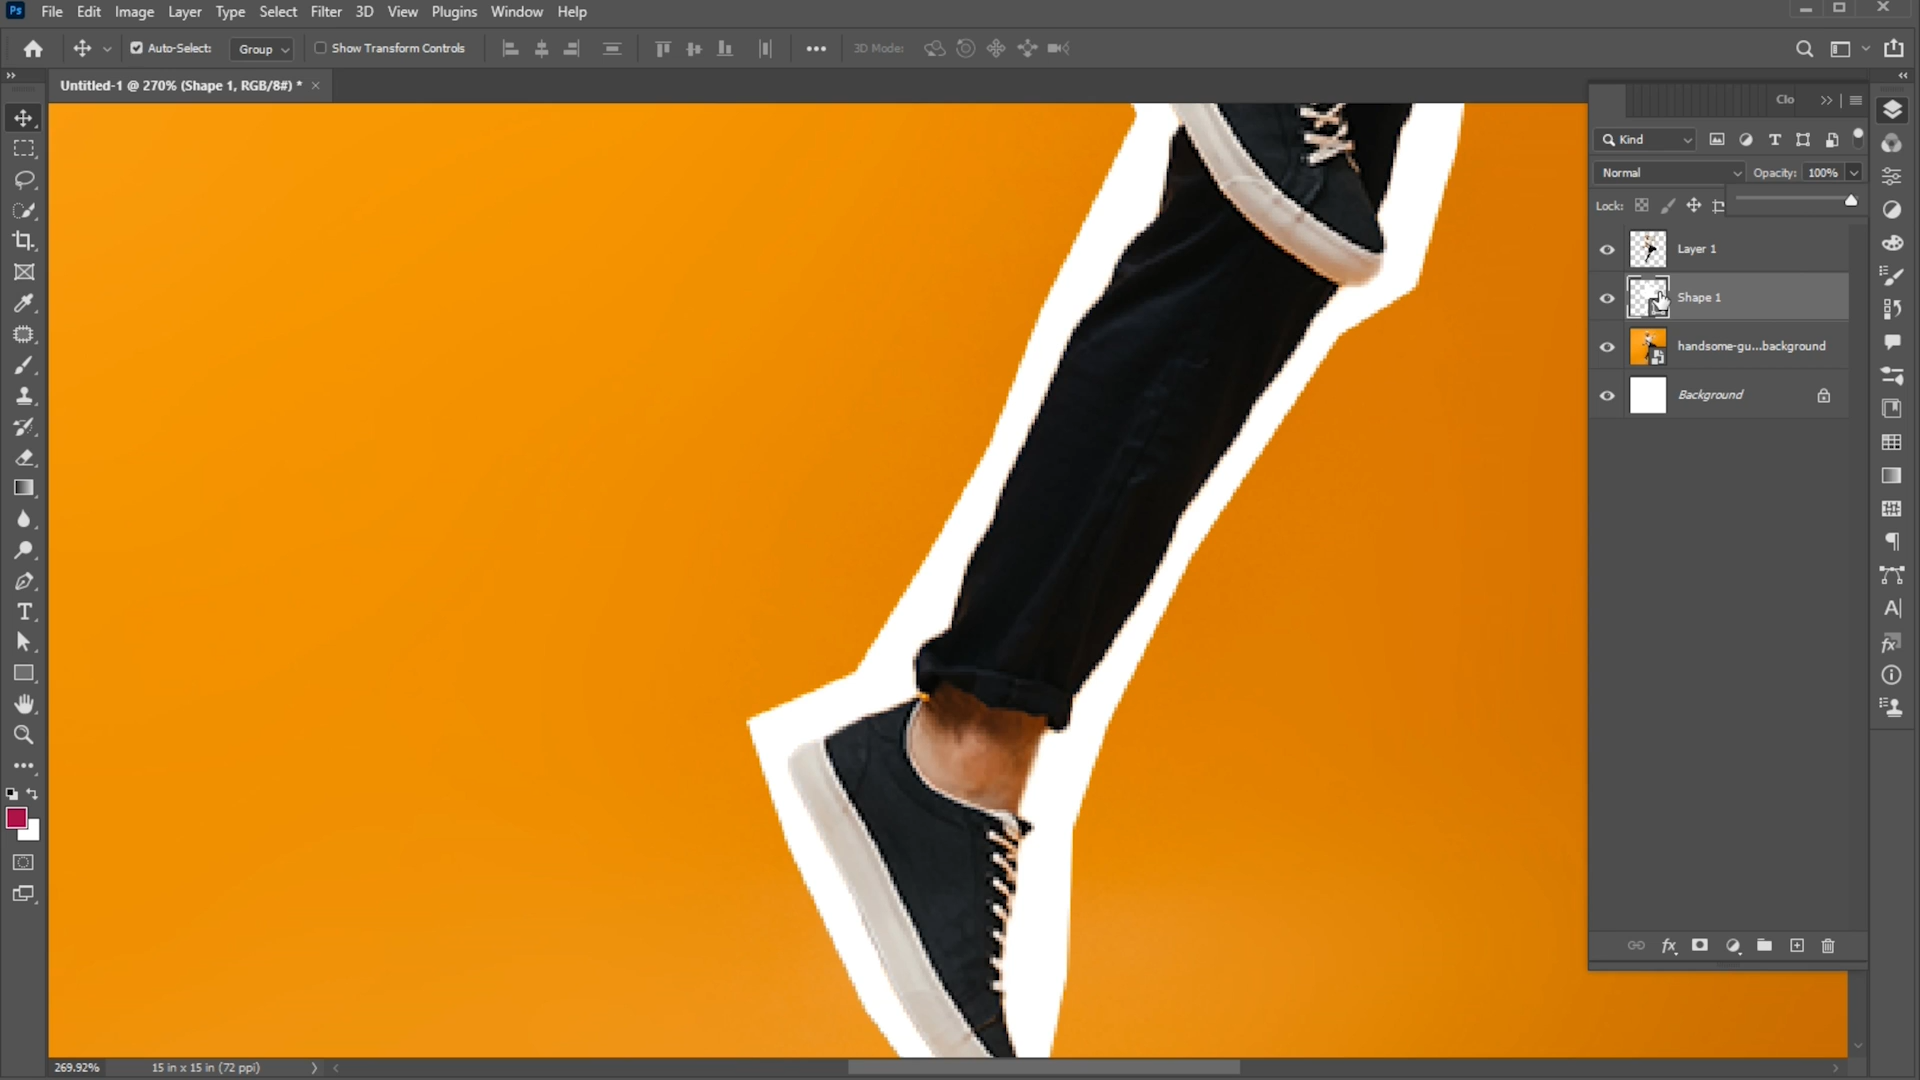 Ps File Edit Image Layer Type Select Filter 3D View Plugins Window Help
Auto-Select: Group Show Transform Controls 3D Mode:
Untitled-1 @ 270% (Shape 1, RGB/8#) *
Clo
Kind
Normal Opacity: 100%
Lock:
Layer 1
Shape 1
handsome-gu...background
Background
269.92% 15 in x 15 in (72 ppi)